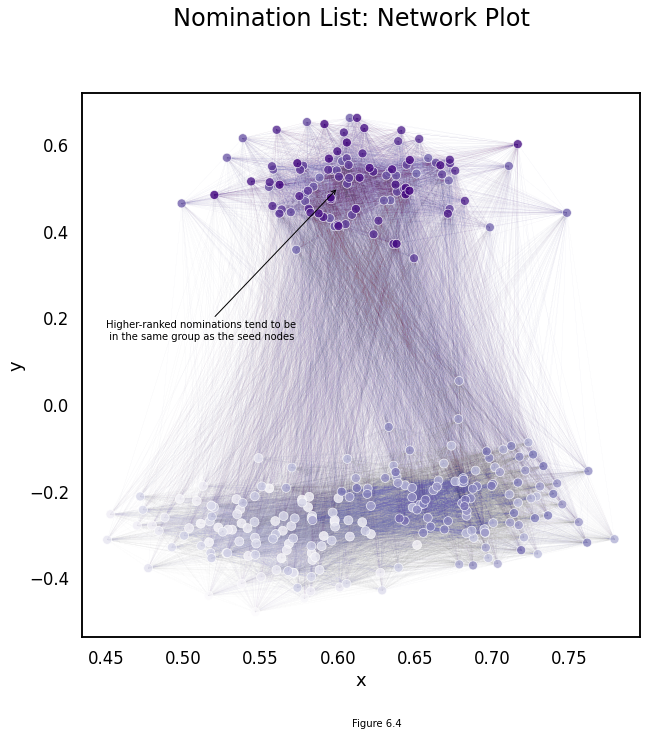 Nomination List: Network Plot
0.6
0.4
0.2
0.0
−0.2
−0.4
y
Higher-ranked nominations tend to be
in the same group as the seed nodes
0.45 0.50 0.55 0.60 0.65 0.70 0.75
x
Figure 6.4